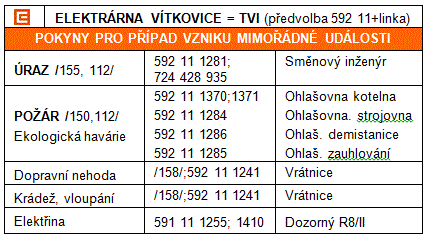 ELEKTRÁRNA VÍTKOVICE = TVI (předvolba 592 11+linka)
POKYNY PRO PŘÍPAD VZNIKU MIMOŘÁDNÉ UDÁLOSTI
ÚRAZ /155, 112/ 592 11 1281; Směnový inženýr
724 428 935
592 11 1370;1371 Ohlašovna kotelna
POŽÁR /150,112/ 592 11 1284 Ohlašovna. strojovna
Ekologická havárie 592 11 1286 Ohlaš. demistanice
592 11 1285 Ohlaš. zauhlování
Dopravní nehoda /158/;592 11 1241 Vrátnice
Krádež, vloupání /158/;592 11 1241 Vrátnice
Elektřina 591 11 1255; 1410 Dozorný R8/II